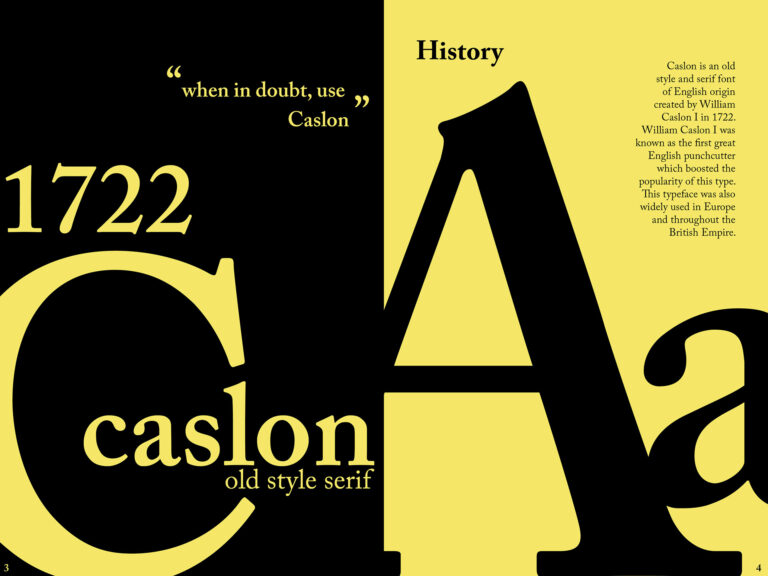 “when in doubt, use
Caslon”
1722
C
caslon
old style serif
3
History
Caslon is an old
style and serif font
of English origin
created by William
Caslon I in 1722.
William Caslon I was
known as the first great
English punchcutter
which boosted the
popularity of this type.
This typeface was also
widely used in Europe
and throughout the
British Empire.
Aa
4